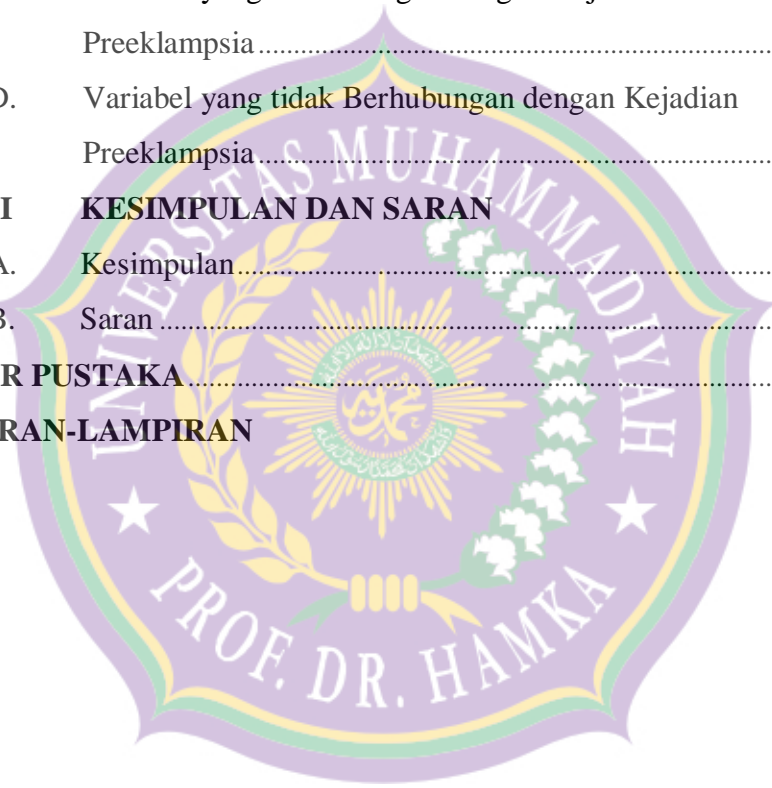 Preeklampsia
D. Variabel yang tidak Berhubungan dengan Kejadian
Preeklampsia
I KESIMPULAN DAN SARAN
A. Kesimpulan
B. Saran
R PUSTAKA
RAN-LAMPIRAN
UNIVERSITAS MUHAMMADIYAH
PROF. DR. HAMKA